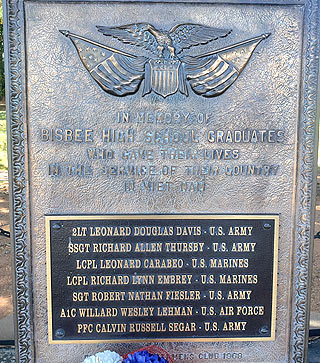 IN MEMORY OF
BISBEE HIGH SCHOOL GRADUATES
WHO GAVE THEIR LIVES
IN THE SERVICE OF THEIR COUNTRY
IN VIET NAM
2LT LEONARD DOUGLAS DAVIS - U.S. ARMY
SSGT RICHARD ALLEN THURSBY - U.S. ARMY
LCPL LEONARD CARABEO - U.S. MARINES
LCPL RICHARD LYNN EMBREY - U.S. MARINES
SGT ROBERT NATHAN FIESLER - U.S. ARMY
A1C WILLARD WESLEY LEHMAN - U.S. AIR FORCE
PFC CALVIN RUSSELL SEGAR - U.S. ARMY
CLUB 1968